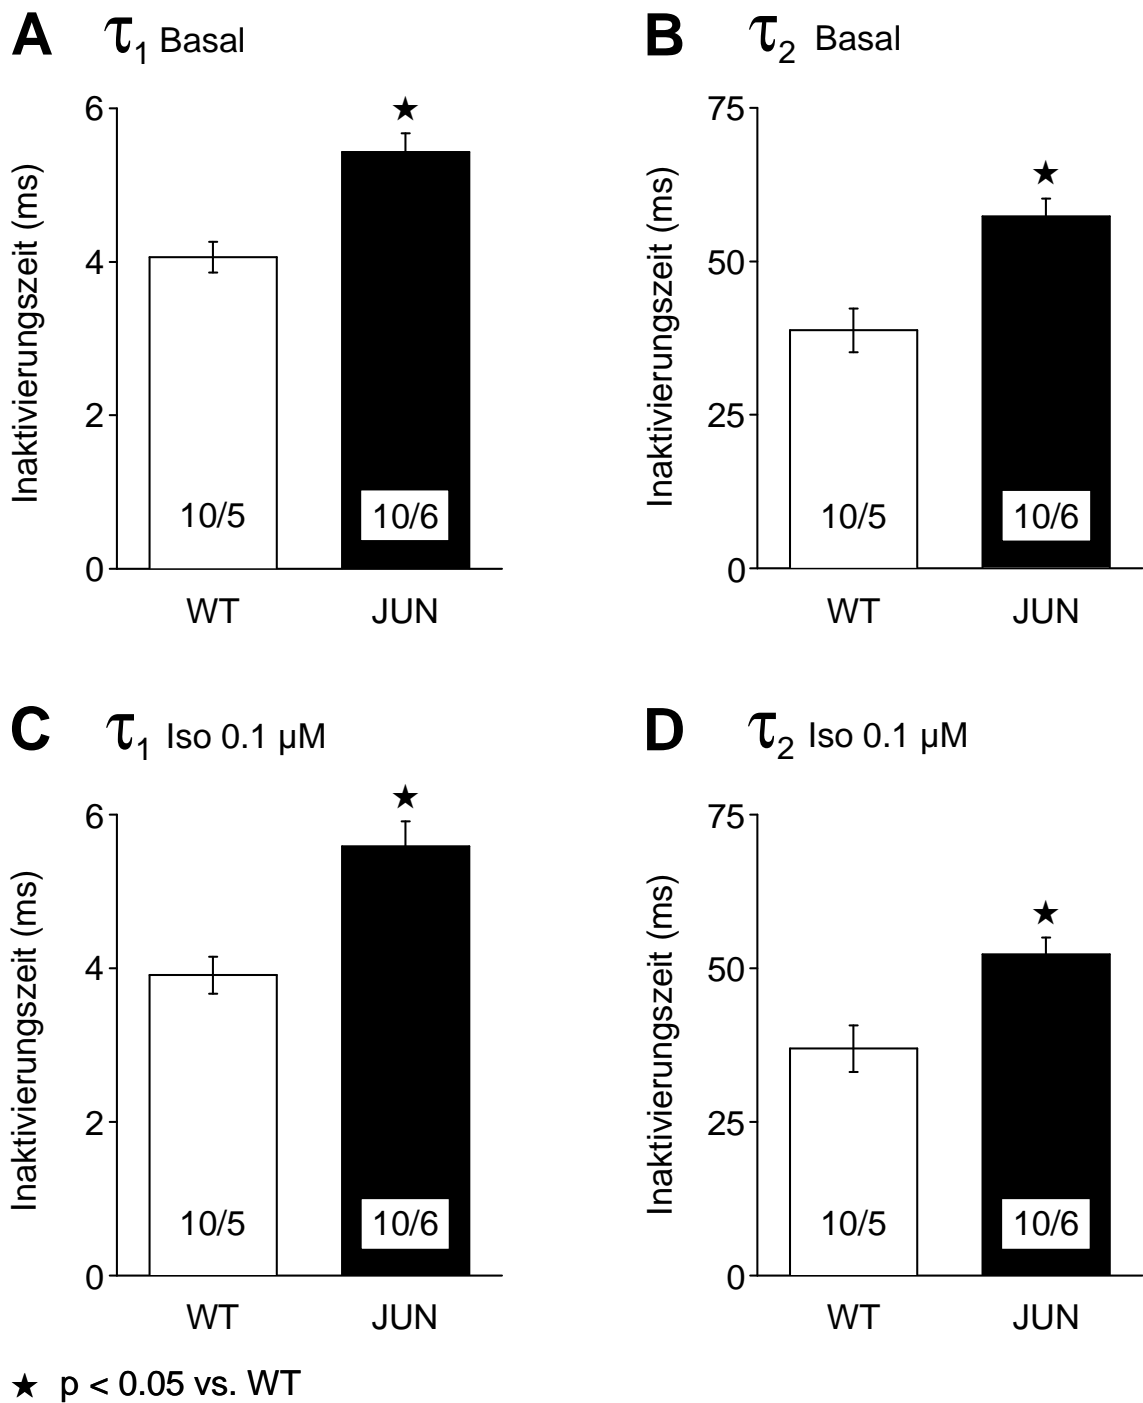 A τ1 Basal
6
4
2
0
Inaktivierungszeit (ms)
★
10/5
10/6
WT JUN
B τ2 Basal
75
50
25
0
Inaktivierungszeit (ms)
★
10/5
10/6
WT JUN
C τ1 Iso 0.1 µM
6
4
2
0
Inaktivierungszeit (ms)
★
10/5
10/6
WT JUN
D τ2 Iso 0.1 µM
75
50
25
0
Inaktivierungszeit (ms)
★
10/5
10/6
WT JUN
★ p < 0.05 vs. WT